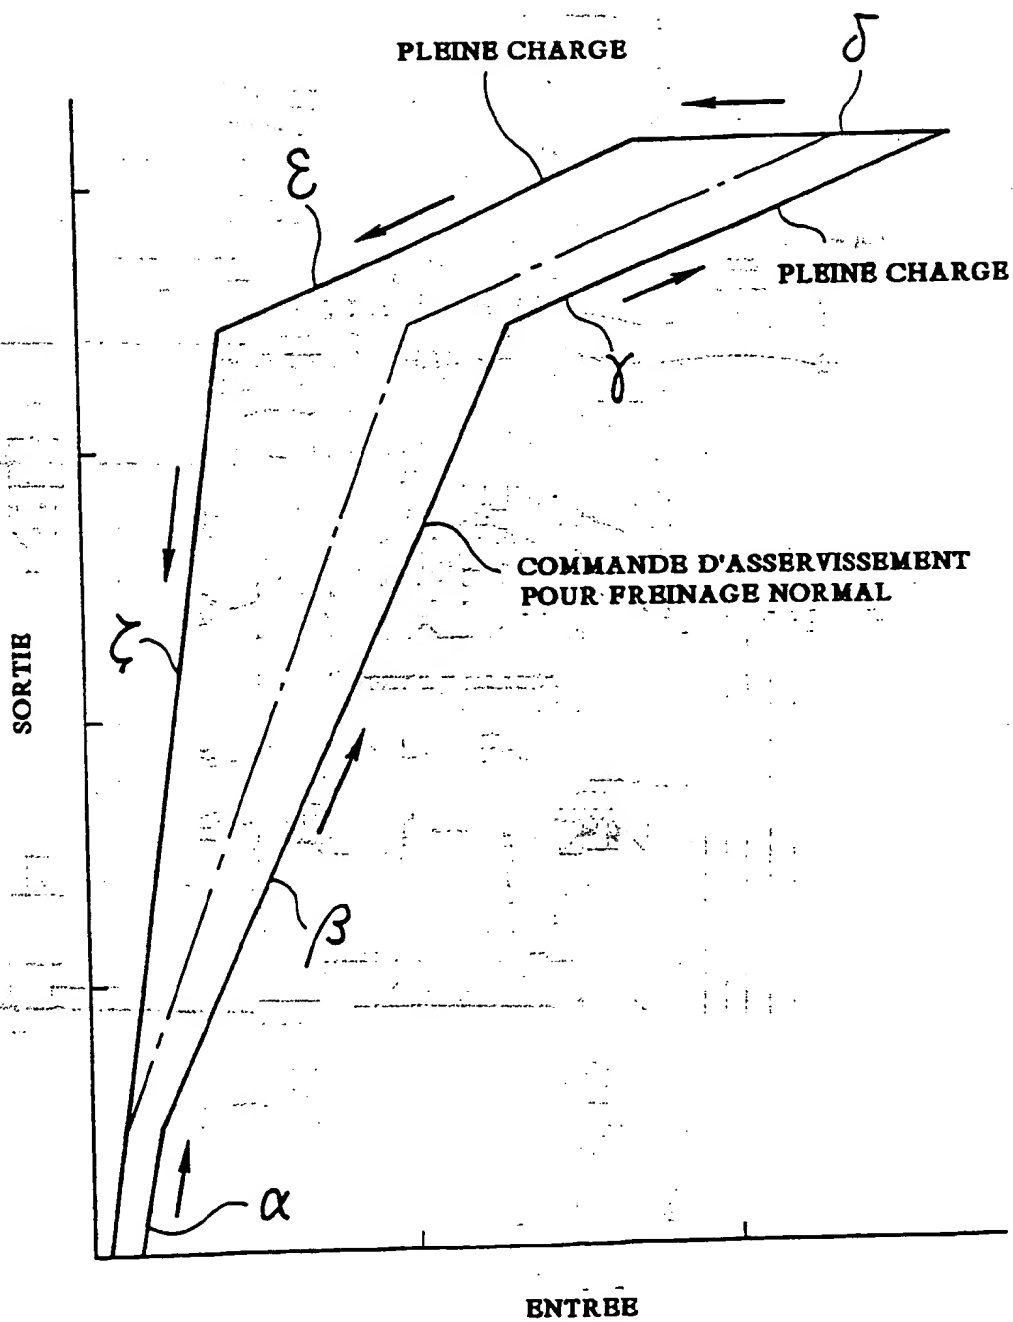 δ
PLEINE CHARGE
ε
PLEINE CHARGE
γ
COMMANDE D'ASSERVISSEMENT
POUR FREINAGE NORMAL
ζ
SORTIE
β
α
ENTREE